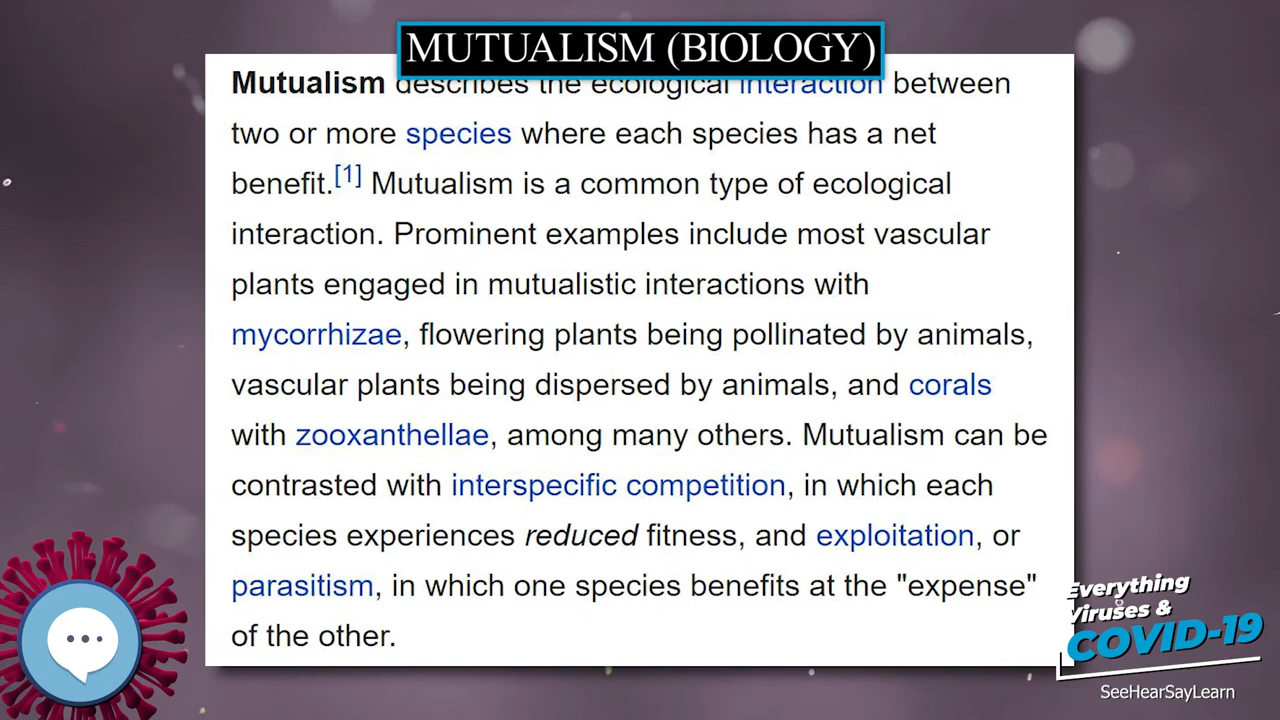 MUTUALISM (BIOLOGY)
Mutualism describes the ecological interaction between
two or more species where each species has a net
benefit.[1] Mutualism is a common type of ecological
interaction. Prominent examples include most vascular
plants engaged in mutualistic interactions with
mycorrhizae, flowering plants being pollinated by animals,
vascular plants being dispersed by animals, and corals
with zooxanthellae, among many others. Mutualism can be
contrasted with interspecific competition, in which each
species experiences reduced fitness, and exploitation, or
parasitism, in which one species benefits at the "expense"
of the other.
Everything
Viruses &
COVID-19
SeeHearSayLearn